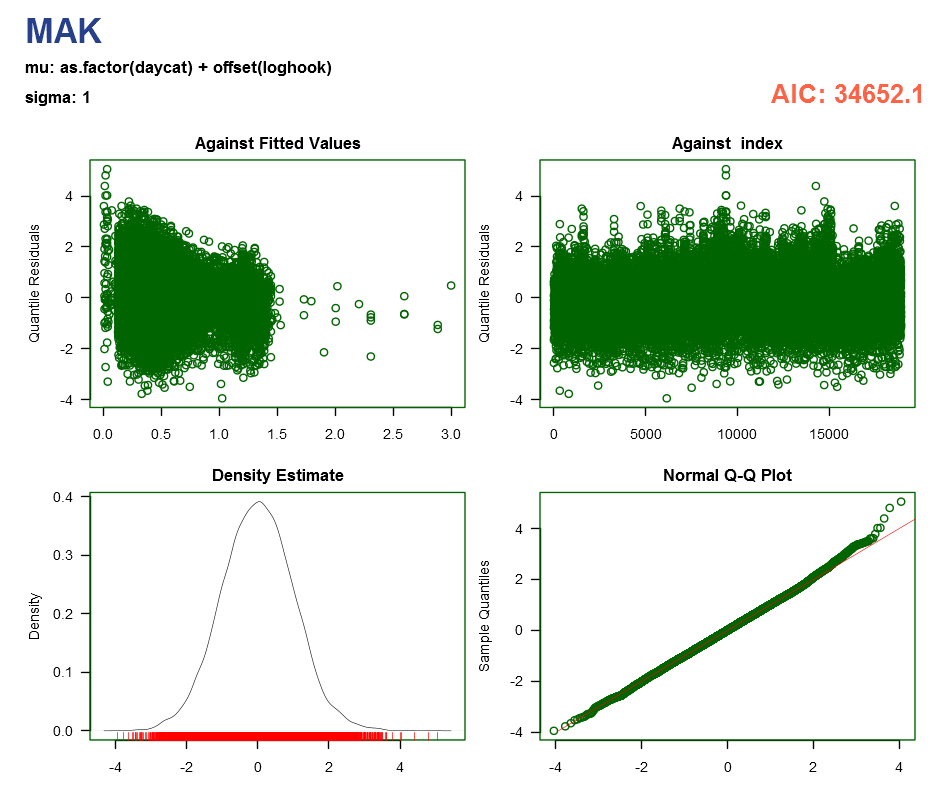 MAK
mu: as.factor(daycat) + offset(loghook)
sigma: 1
AIC: 34652.1
Against Fitted Values
Quantile Residuals
4
2
0
-2
-4
0.0 0.5 1.0 1.5 2.0 2.5 3.0
Against index
Quantile Residuals
4
2
0
-2
-4
0 5000 10000 15000
Density Estimate
Density
0.4
0.3
0.2
0.1
0.0
-4 -2 0 2 4
Normal Q-Q Plot
Sample Quantiles
4
2
0
-2
-4
-4 -2 0 2 4